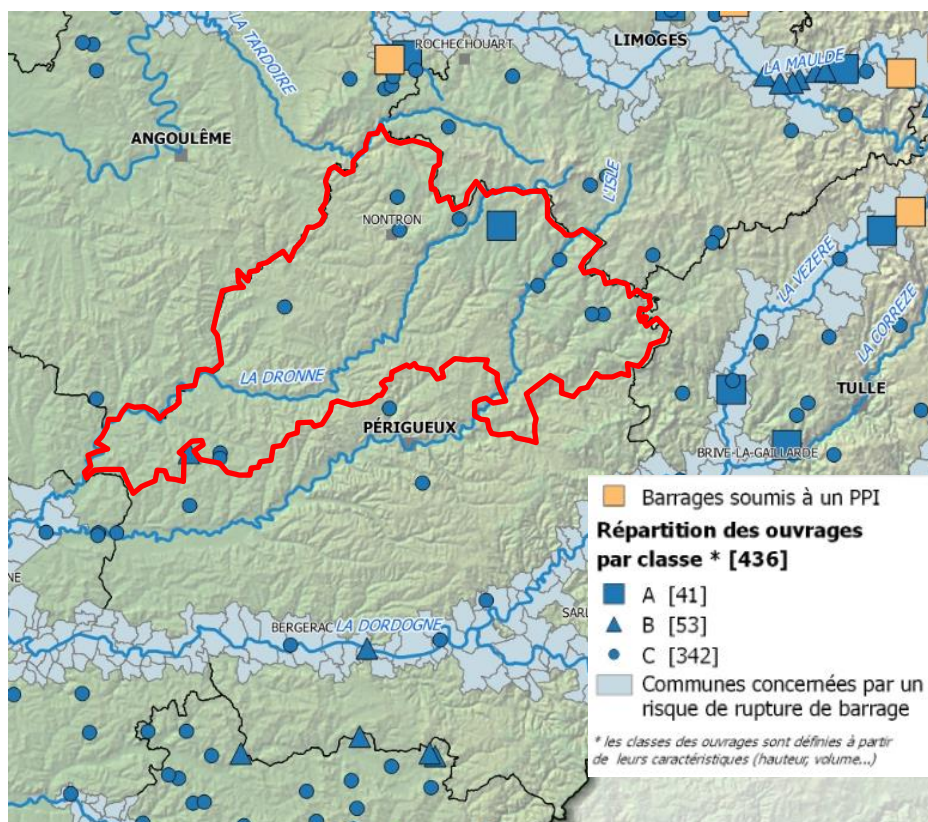 LA TARDOIRE
ROCHECHOUART
LIMOGES
LA MAULDE
ANGOULÊME
L'ISLE
NONTRON
LA VEZERE
LA CORREZE
LA DRONNE
TULLE
PÉRIGUEUX
BRIVE-LA-GAILLARDE
Barrages soumis à un PPI
Répartition des ouvrages
par classe * [436]
A [41]
B [53]
C [342]
Communes concernées par un
risque de rupture de barrage
* les classes des ouvrages sont définies à partir
de leurs caractéristiques (hauteur, volume...)
NE
SARL
BERGERAC
LA DORDOGNE